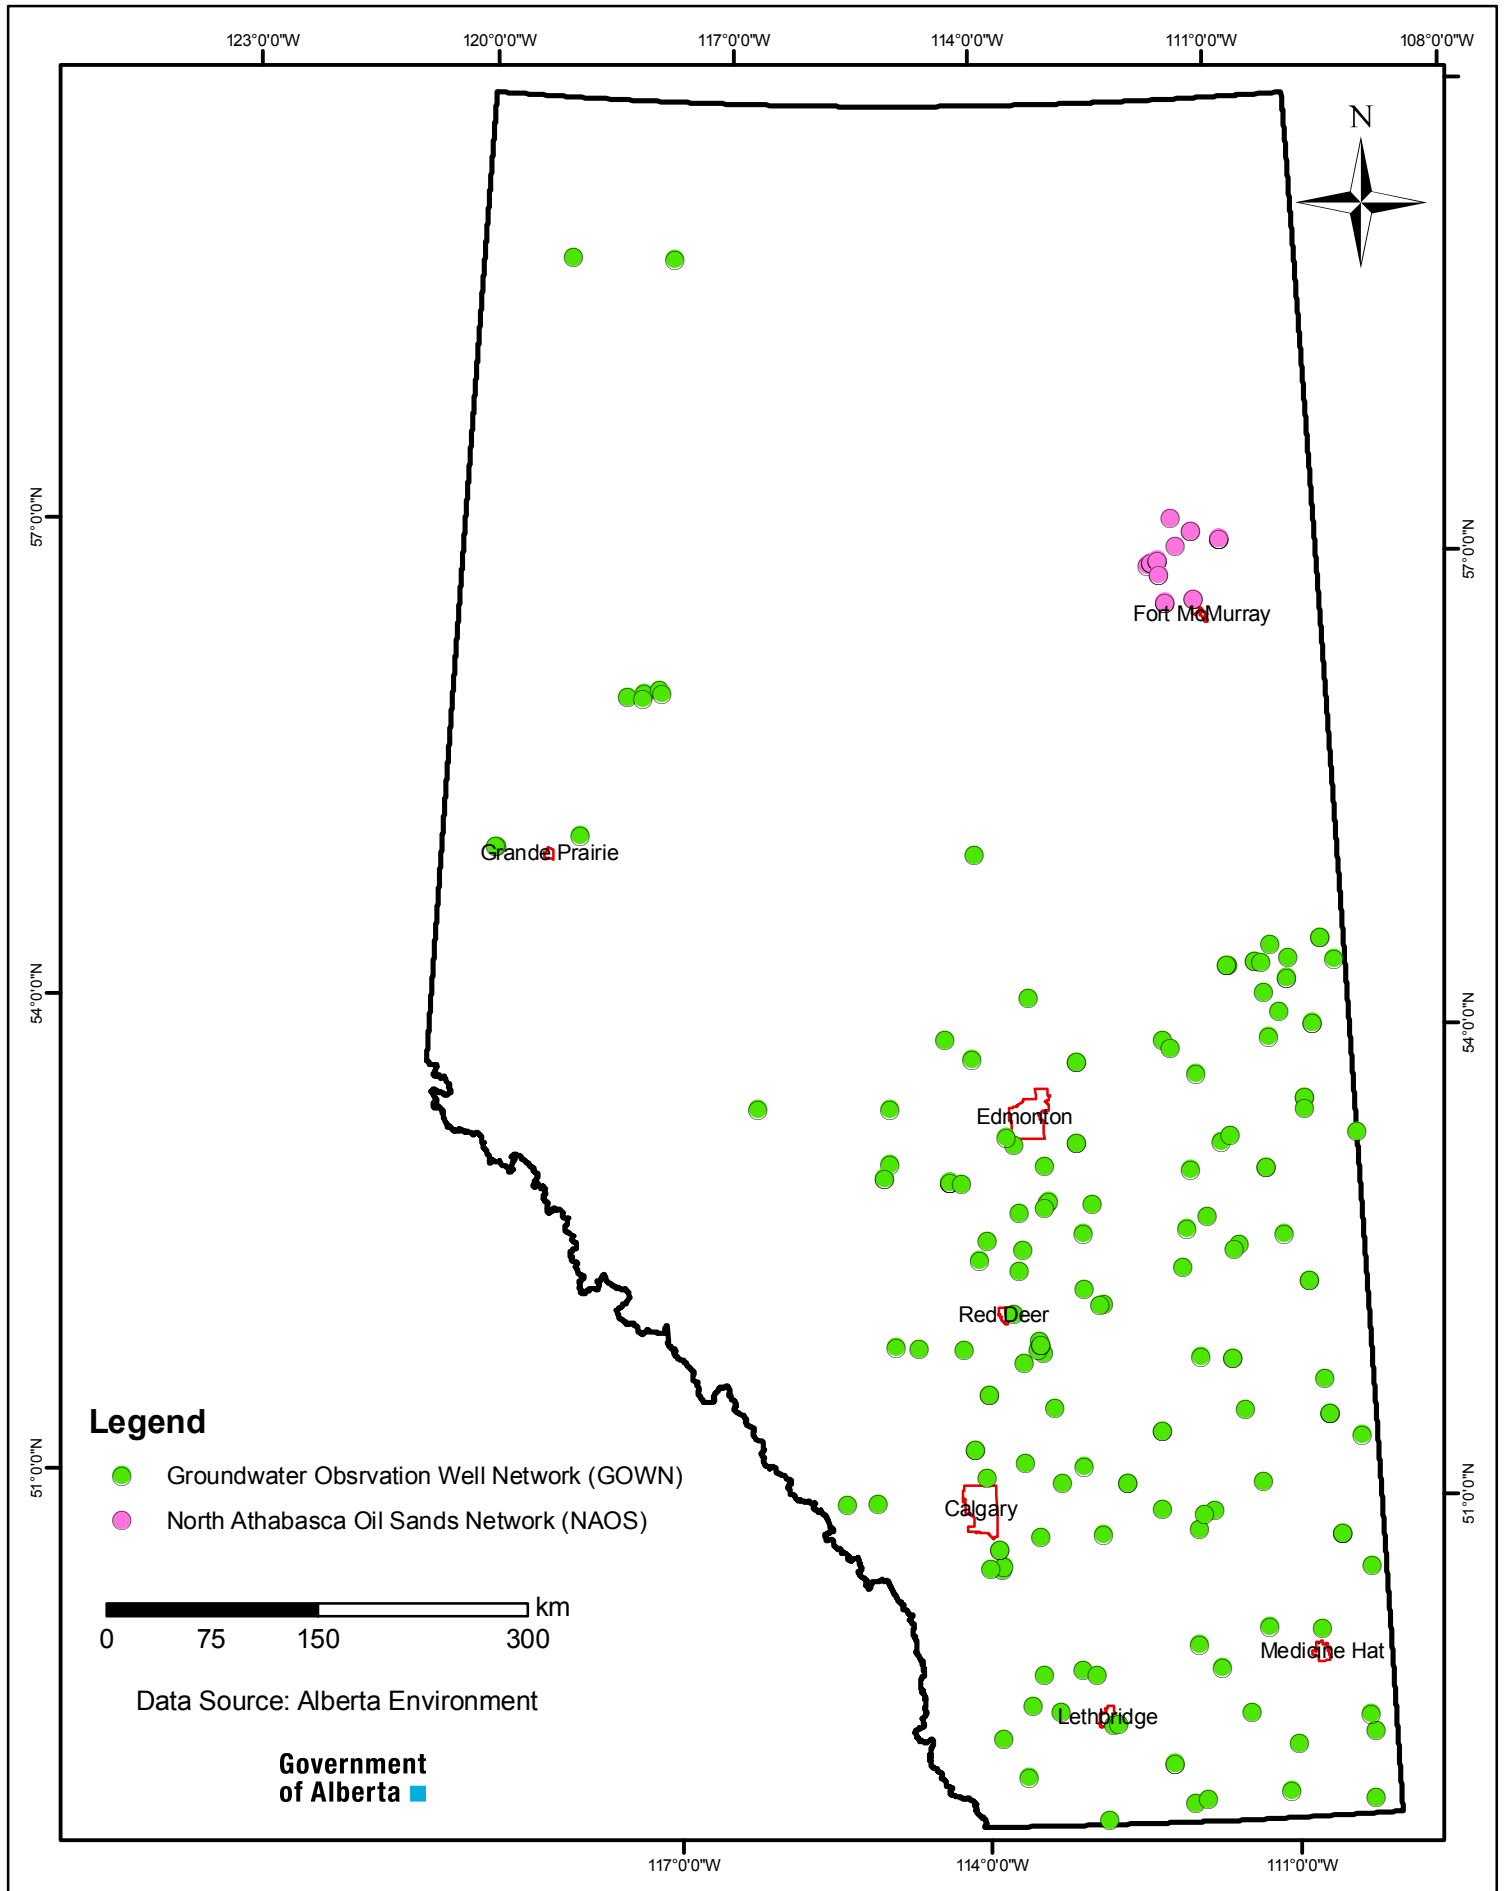 123°0'0"W 120°0'0"W 117°0'0"W 114°0'0"W 111°0'0"W 108°0'0"W
N
57°0'0"N
57°0'0"N
Fort McMurray
Grande Prairie
54°0'0"N
54°0'0"N
Edmonton
Red Deer
Legend
Groundwater Obsrvation Well Network (GOWN)
North Athabasca Oil Sands Network (NAOS)
51°0'0"N
51°0'0"N
Calgary
km
0 75 150 300
Medicine Hat
Data Source: Alberta Environment
Lethbridge
Government
of Alberta
117°0'0"W 114°0'0"W 111°0'0"W